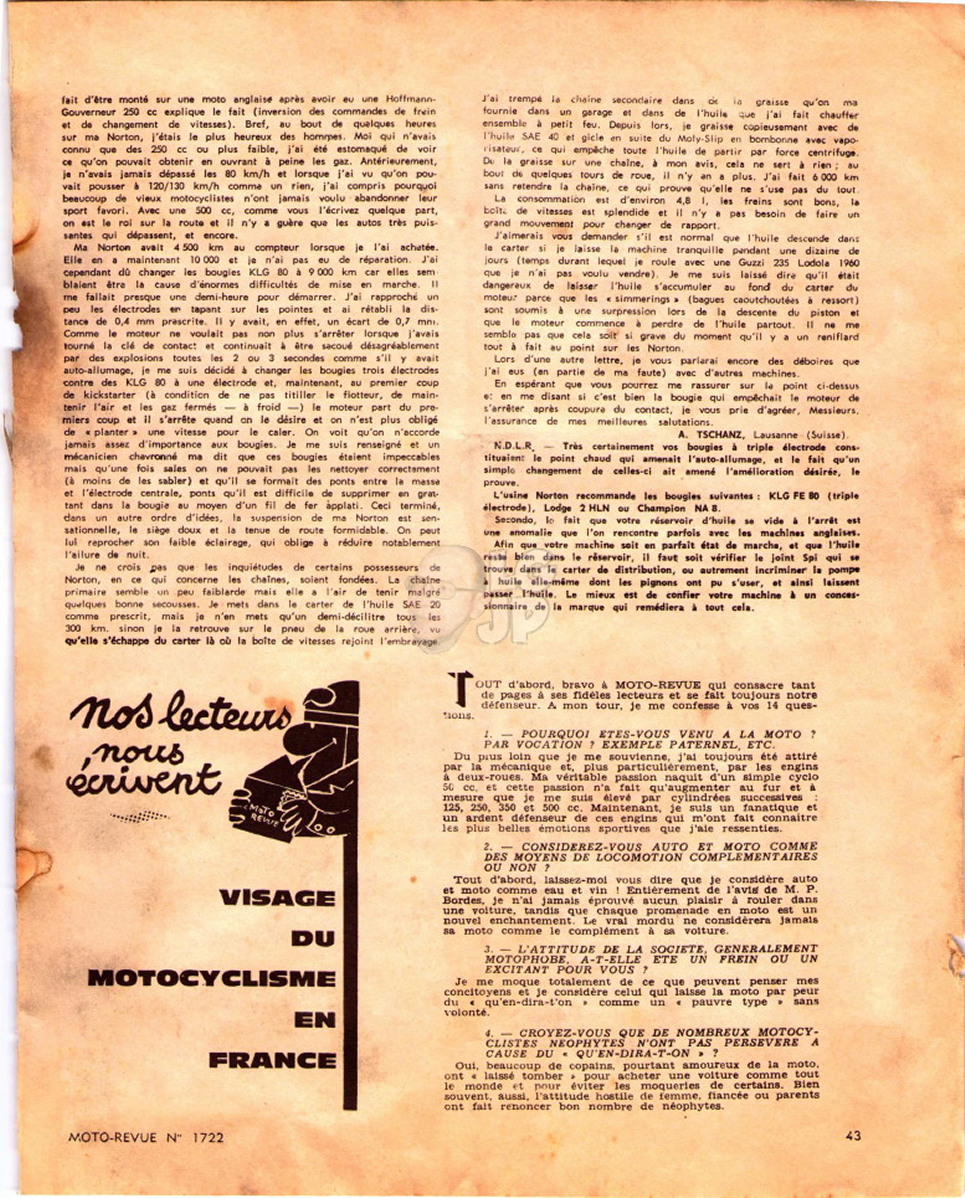 fait d'être monté sur une moto anglaise après avoir eu une Hoffmann-
Gouverneur 250 cc explique le fait (inversion des commandes de frein
et de changement de vitesses). Bref, au bout de quelques heures
sur ma Norton, j'étais le plus heureux des hommes. Moi qui n'avais
connu que des 250 cc ou plus faible, j'ai été estomaqué de voir
ce qu'on pouvait obtenir en ouvrant à peine les gaz. Antérieurement,
je n'avais jamais dépassé les 80 km/h et lorsque j'ai vu qu'on pou-
vait pousser à 120/130 km/h comme un rien, j'ai compris pourquoi
beaucoup de vieux motocyclistes n'ont jamais voulu abandonner leur
sport favori. Avec une 500 cc, comme vous l'écrivez quelque part,
on est le roi sur la route et il n'y a guère que les autos très puis-
santes qui dépassent, et encore.
Ma Norton avait 4 500 km au compteur lorsque je l'ai achetée.
Elle en a maintenant 10 000 et je n'ai pas eu de réparation. J'ai
cependant dû changer les bougies KLG 80 à 9 000 km car elles sem
blaient être la cause d'énormes difficultés de mise en marche. Il
me fallait presque une demi-heure pour démarrer. J'ai rapproché un
peu les électrodes en tapant sur les pointes et ai rétabli la dis-
tance de 0,4 mm prescrite. Il y avait, en effet, un écart de 0,7 mm.
Comme le moteur ne voulait pas non plus s'arrêter lorsque j'avais
tourné la clé de contact et continuait à être secoué désagréablement
par des explosions toutes les 2 ou 3 secondes comme s'il y avait
auto-allumage, je me suis décidé à changer les bougies trois électrodes
contre des KLG 80 à une électrode et, maintenant, au premier coup
de kickstarter (à condition de ne pas titiller le flotteur, de main-
tenir l'air et les gaz fermés — à froid —) le moteur part du pre-
miers coup et il s'arrête quand on le désire et on n'est plus obligé
de « planter » une vitesse pour le caler. On voit qu'on n'accorde
jamais assez d'importance aux bougies. Je me suis renseigné et un
mécanicien chevronné ma dit que ces bougies étaient impeccables
mais qu'une fois sales on ne pouvait pas les nettoyer correctement
(à moins de les sabler) et qu'il se formait des ponts entre la masse
et l'électrode centrale, ponts qu'il est difficile de supprimer en grat-
tant dans la bougie au moyen d'un fil de fer àpplati. Ceci terminé,
dans un autre ordre d'idées, la suspension de ma Norton est sen-
sationnelle, le siège doux et la tenue de route formidable. On peut
lui reprocher son faible éclairage, qui oblige à réduire notablement
l'allure de nuit.
Je ne crois pas que les inquiétudes de certains possesseurs de
Norton, en ce qui concerne les chaînes, soient fondées. La chaîne
primaire semble un peu faiblarde mais elle a l'air de tenir malgré
quelques bonne secousses. Je mets dans le carter de l'huile SAE 20
comme prescrit, mais je n'en mets qu'un demi-décilitre tous les
300 km. sinon je la retrouve sur le pneu de la roue arrière, vu
qu'elle s'échappe du carter là où la boîte de vitesses rejoint l'embrayage.
J'ai trempé la chaîne secondaire dans de la graisse qu'on ma
fournie dans un garage et dans de l'huile que j'ai fait chauffer
ensemble à petit feu. Depuis lors, je graisse copieusement avec de
l'huile SAE 40 et gicle en suite du Moly-Slip en bombonne avec vapo-
risateur, ce qui empêche toute l'huile de partir par force centrifuge.
Du la graisse sur une chaîne, à mon avis, cela ne sert à rien ; au
bout de quelques tours de roue, il n'y en a plus. J'ai fait 6 000 km
sans retendre la chaîne, ce qui prouve qu'elle ne s'use pas du tout.
La consommation est d'environ 4,8 l, les freins sont bons, la
boîte de vitesses est splendide et il n'y a pas besoin de faire un
grand mouvement pour changer de rapport.
J'aimerais vous demander s'il est normal que l'huile descende dans
le carter si je laisse la machine tranquille pendant une dizaine de
jours (temps durant lequel je roule avec une Guzzi 235 Lodola 1960
que je n'ai pas voulu vendre). Je me suis laissé dire qu'il était
dangereux de laisser l'huile s'accumuler au fond du carter du
moteur parce que les « simmerings » (bagues caoutchoutées à ressort)
sont soumis à une surpression lors de la descente du piston et
que le moteur commence à perdre de l'huile partout. Il ne me
semble pas que cela soit si grave du moment qu'il y a un reniflard
tout à fait au point sur les Norton.
Lors d'une autre lettre, je vous parlerai encore des déboires que
j'ai eus (en partie de ma faute) avec d'autres machines.
En espérant que vous pourrez me rassurer sur le point ci-dessus
et en me disant si c'est bien la bougie qui empêchait le moteur de
s'arrêter après coupure du contact, je vous prie d'agréer, Messieurs,
l'assurance de mes meilleures salutations.
A. TSCHANZ, Lausanne (Suisse).
N.D.L.R. — Très certainement vos bougies à triple électrode cons-
tituaient le point chaud qui amenait l'auto-allumage, et le fait qu'un
simple changement de celles-ci ait amené l'amélioration désirée, le
prouve.
L'usine Norton recommande les bougies suivantes : KLG FE 80 (triple
électrode), Lodge 2 HLN ou Champion NA 8.
Secondo, le fait que votre réservoir d'huile se vide à l'arrêt est
une anomalie que l'on rencontre parfois avec les machines anglaises.
Afin que votre machine soit en parfait état de marche, et que l'huile
reste bien dans le réservoir, il faut soit vérifier le joint Spi qui se
trouve dans le carter de distribution, ou autrement incriminer la pompe
à huile elle-même dont les pignons ont pu s'user, et ainsi laissent
passer l'huile. Le mieux est de confier votre machine à un conces-
sionnaire de la marque qui remédiera à tout cela.
nos lecteurs
nous
écrivent
MOTO
REVUE
VISAGE
DU
MOTOCYCLISME
EN
FRANCE
TOUT d'abord, bravo à MOTO-REVUE qui consacre tant
de pages à ses fidèles lecteurs et se fait toujours notre
défenseur. A mon tour, je me confesse à vos 14 ques-
tions.
1. — POURQUOI ETES-VOUS VENU A LA MOTO ?
PAR VOCATION ? EXEMPLE PATERNEL, ETC.
Du plus loin que je me souvienne, j'ai toujours été attiré
par la mécanique et, plus particulièrement, par les engins
à deux-roues. Ma véritable passion naquit d'un simple cyclo
50 cc, et cette passion n'a fait qu'augmenter au fur et à
mesure que je me suis élevé par cylindrées successives :
125, 250, 350 et 500 cc. Maintenant, je suis un fanatique et
un ardent défenseur de ces engins qui m'ont fait connaitre
les plus belles émotions sportives que j'aie ressenties.
2. — CONSIDEREZ-VOUS AUTO ET MOTO COMME
DES MOYENS DE LOCOMOTION COMPLEMENTAIRES
OU NON ?
Tout d'abord, laissez-moi vous dire que je considère auto
et moto comme eau et vin ! Entièrement de l'avis de M. P.
Bordes, je n'ai jamais éprouvé aucun plaisir à rouler dans
une voiture, tandis que chaque promenade en moto est un
nouvel enchantement. Le vrai mordu ne considèrera jamais
sa moto comme le complément à sa voiture.
3. — L'ATTITUDE DE LA SOCIETE, GENERALEMENT
MOTOPHOBE, A-T-ELLE ETE UN FREIN OU UN
EXCITANT POUR VOUS ?
Je me moque totalement de ce que peuvent penser mes
concitoyens et je considère celui qui laisse la moto par peur
du « qu'en-dira-t'on » comme un « pauvre type » sans
volonté.
4. — CROYEZ-VOUS QUE DE NOMBREUX MOTOCY-
CLISTES NEOPHYTES N'ONT PAS PERSEVERE A
CAUSE DU « QU'EN-DIRA-T-ON » ?
Oui, beaucoup de copains, pourtant amoureux de la moto,
ont « laissé tomber » pour acheter une voiture comme tout
le monde et pour éviter les moqueries de certains. Bien
souvent, aussi, l'attitude hostile de femme, fiancée ou parents
ont fait renoncer bon nombre de néophytes.
MOTO-REVUE N° 1722
43
JP